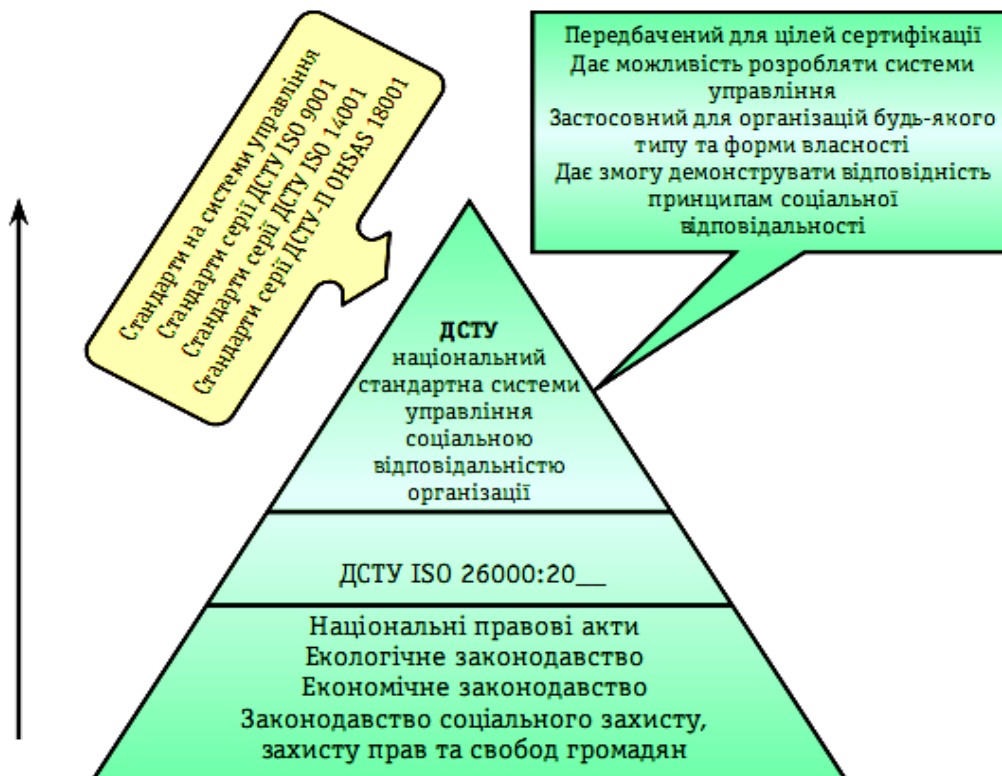 Стандарти на системи управління
Стандарти серії ДСТУ ISO 9001
Стандарти серії ДСТУ ISO 14001
Стандарти серії ДСТУ-П OHSAS 18001
Передбачений для цілей сертифікації
Дає можливість розробляти системи
управління
Застосовний для організацій будь-якого
типу та форми власності
Дає змогу демонструвати відповідність
принципам соціальної
відповідальності
ДСТУ
національний
стандартна системи
управління
соціальною
відповідальністю
організації
ДСТУ ISO 26000:20__
Національні правові акти
Екологічне законодавство
Економічне законодавство
Законодавство соціального захисту,
захисту прав та свобод громадян